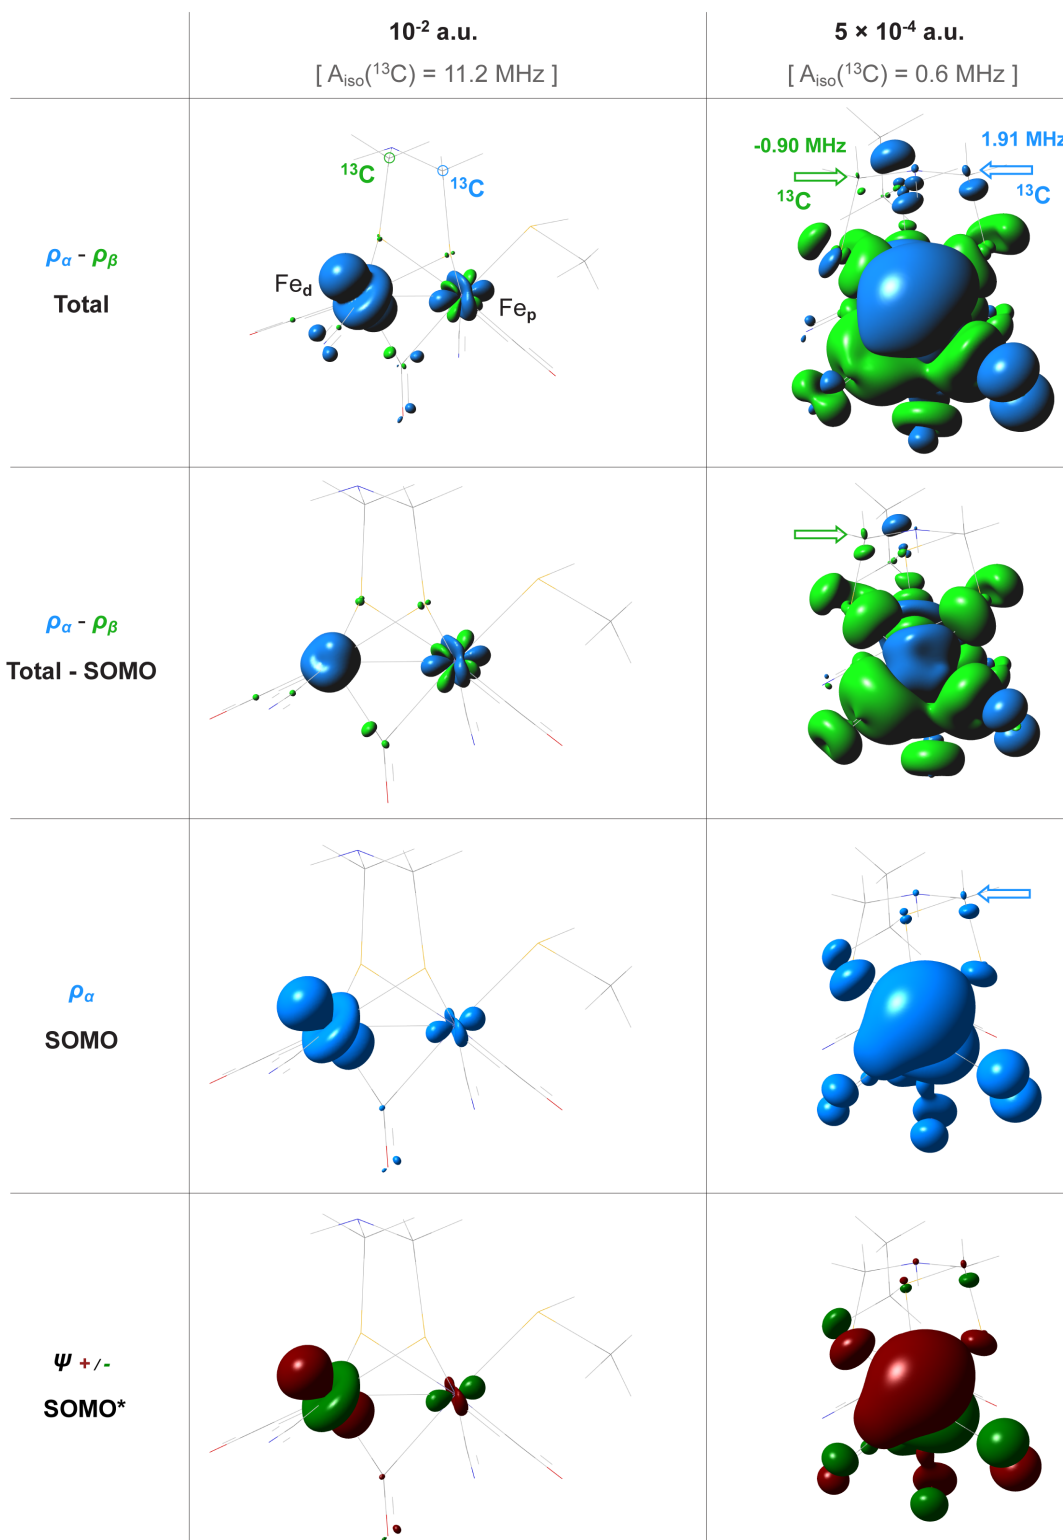 10⁻² a.u.
5 × 10⁻⁴ a.u.
[ Aiso(¹³C) = 11.2 MHz ]
[ Aiso(¹³C) = 0.6 MHz ]
ρα - ρβ
Total
¹³C
¹³C
Fed
Fep
-0.90 MHz
¹³C
1.91 MHz
¹³C
ρα - ρβ
Total - SOMO
ρα
SOMO
Ψ +/-
SOMO*